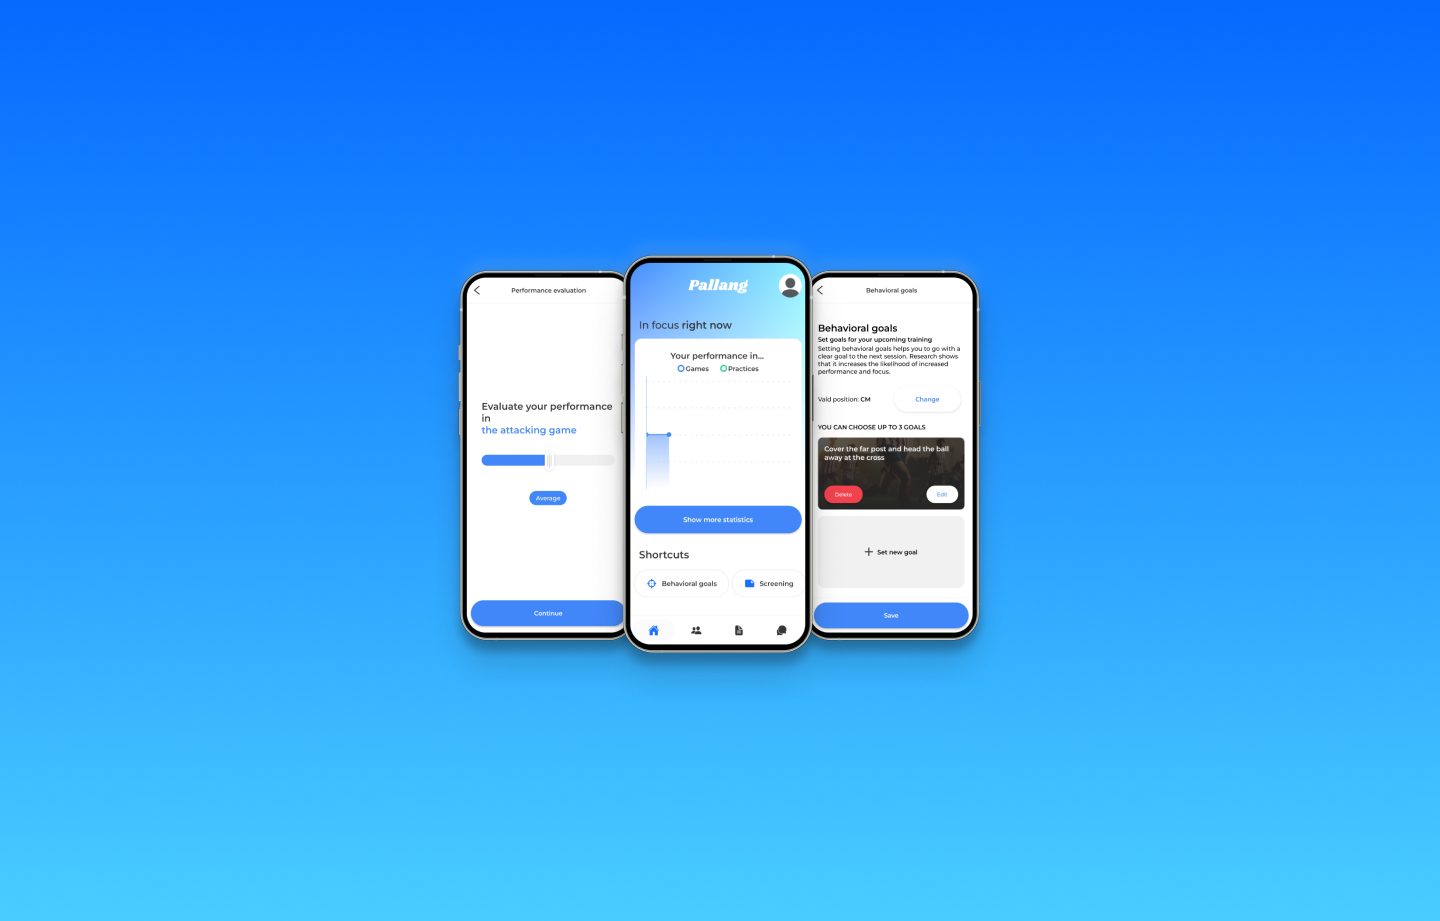 Performance evaluation
Evaluate your performance
in
the attacking game
Average
Continue
Pallang
In focus right now
Your performance in...
Games Practices
Show more statistics
Shortcuts
Behavioral goals Screening
Behavioral goals
Behavioral goals
Set goals for your upcoming training
Setting behavioral goals helps you to go with a
clear goal to the next session. Research shows
that it increases the likelihood of increased
performance and focus.
Vald position: CM Change
YOU CAN CHOOSE UP TO 3 GOALS
Cover the far post and head the ball
away at the cross
Delete Edit
Set new goal
Save